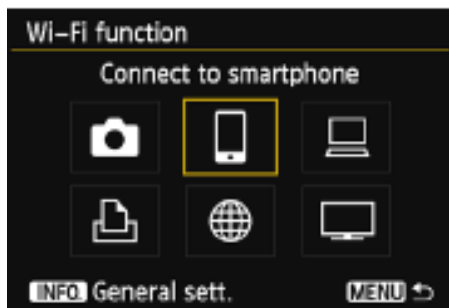 Wi-Fi function
Connect to smartphone
INFO. General sett. MENU